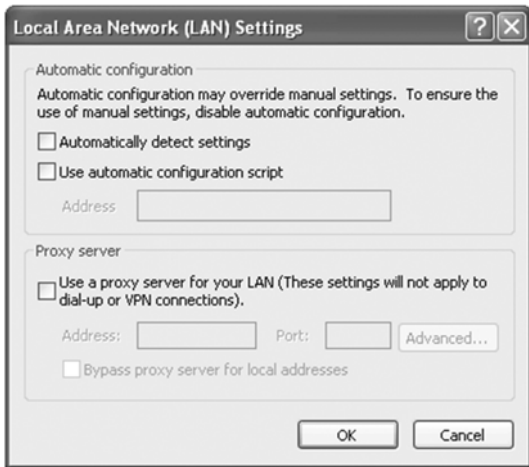 Local Area Network (LAN) Settings
Automatic configuration
Automatic configuration may override manual settings. To ensure the
use of manual settings, disable automatic configuration.
Automatically detect settings
Use automatic configuration script
Address
Proxy server
Use a proxy server for your LAN (These settings will not apply to
dial-up or VPN connections).
Address: Port: Advanced...
Bypass proxy server for local addresses
OK Cancel